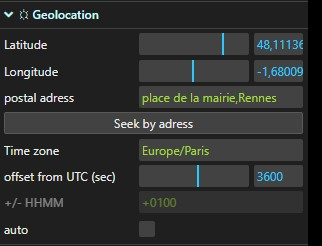 Geolocation
Latitude 48,11136
Longitude -1,68009
postal adress place de la mairie,Rennes
Seek by adress
Time zone Europe/Paris
offset from UTC (sec) 3600
+/- HHMM +0100
auto